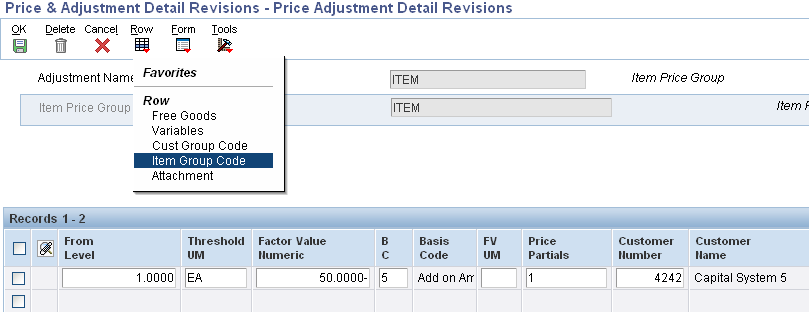 Price & Adjustment Detail Revisions - Price Adjustment Detail Revisions
OK Delete Cancel Row Form Tools
Favorites
Adjustment Name ITEM Item Price Group
Row
Item Price Group ITEM Item
Free Goods
Variables
Cust Group Code
Item Group Code
Attachment
Records 1 - 2
From Level Threshold UM Factor Value Numeric B C Basis Code FV UM Price Partials Customer Number Customer Name
1.0000 EA 50.0000- 5 Add on Am 1 4242 Capital System 5